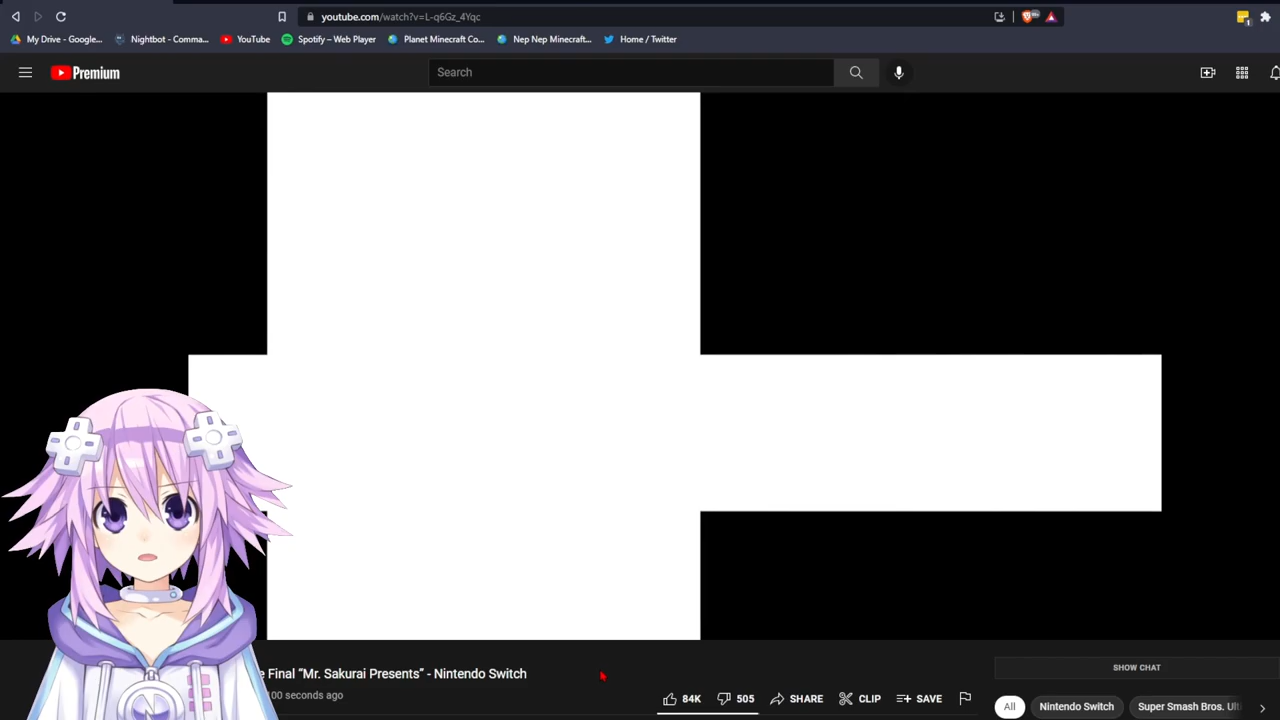 youtube.com/watch?v=L-q6Gz_4Yqc
My Drive - Google... Nightbot - Comma... YouTube Spotify – Web Player Planet Minecraft Co... Nep Nep Minecraft... Home / Twitter
Premium Search
e Final “Mr. Sakurai Presents” - Nintendo Switch
100 seconds ago
SHOW CHAT
84K 505 SHARE CLIP SAVE
All Nintendo Switch Super Smash Bros. Ult